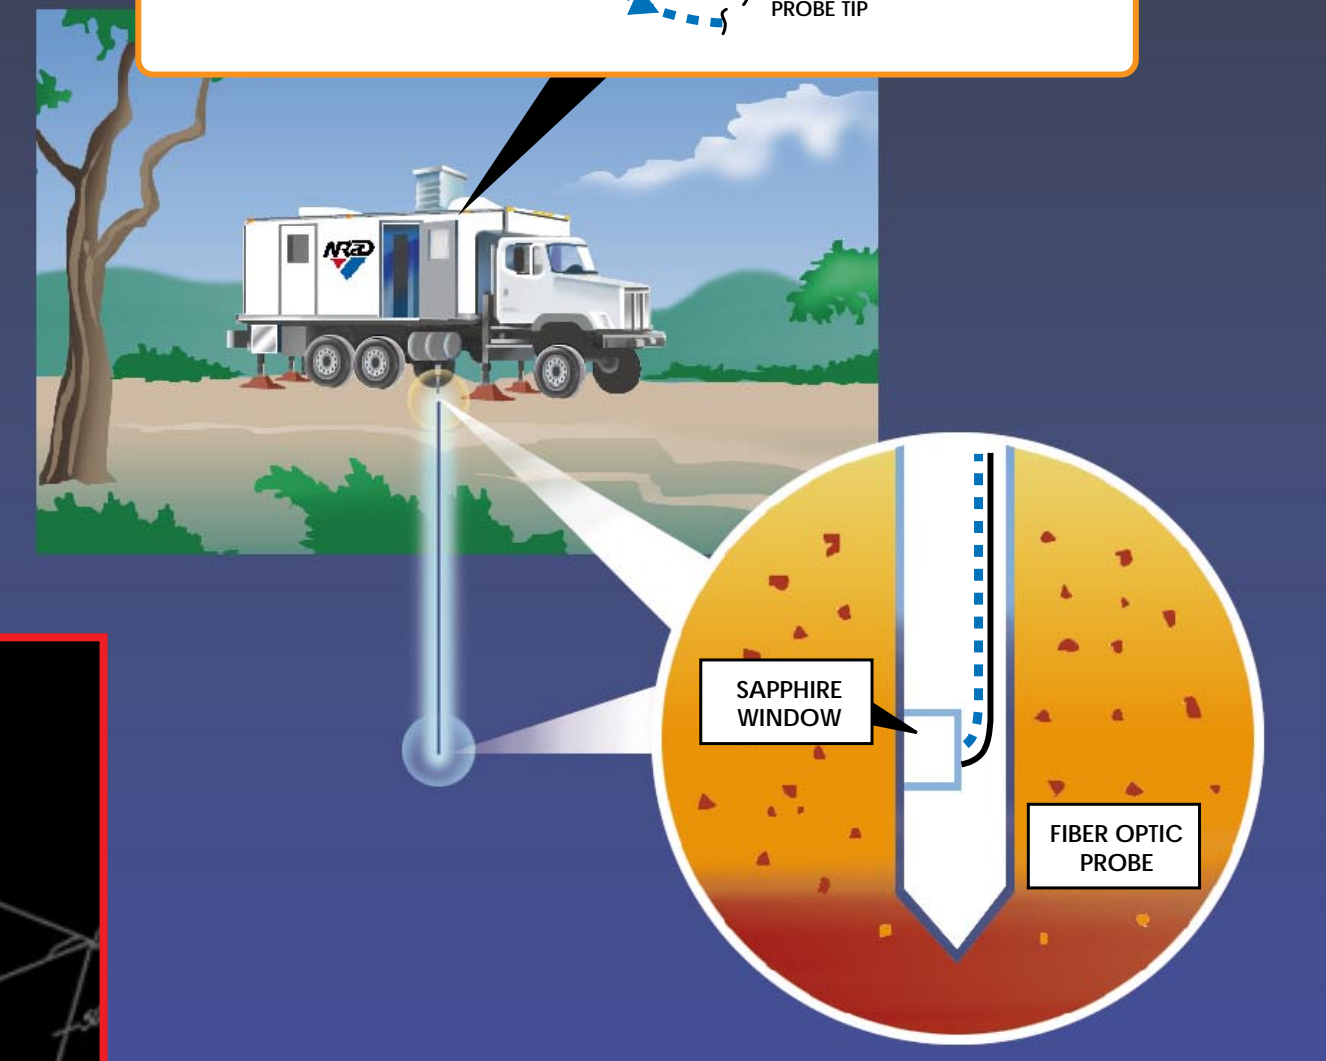 PROBE TIP
NRaD
SAPPHIRE
WINDOW
FIBER OPTIC
PROBE